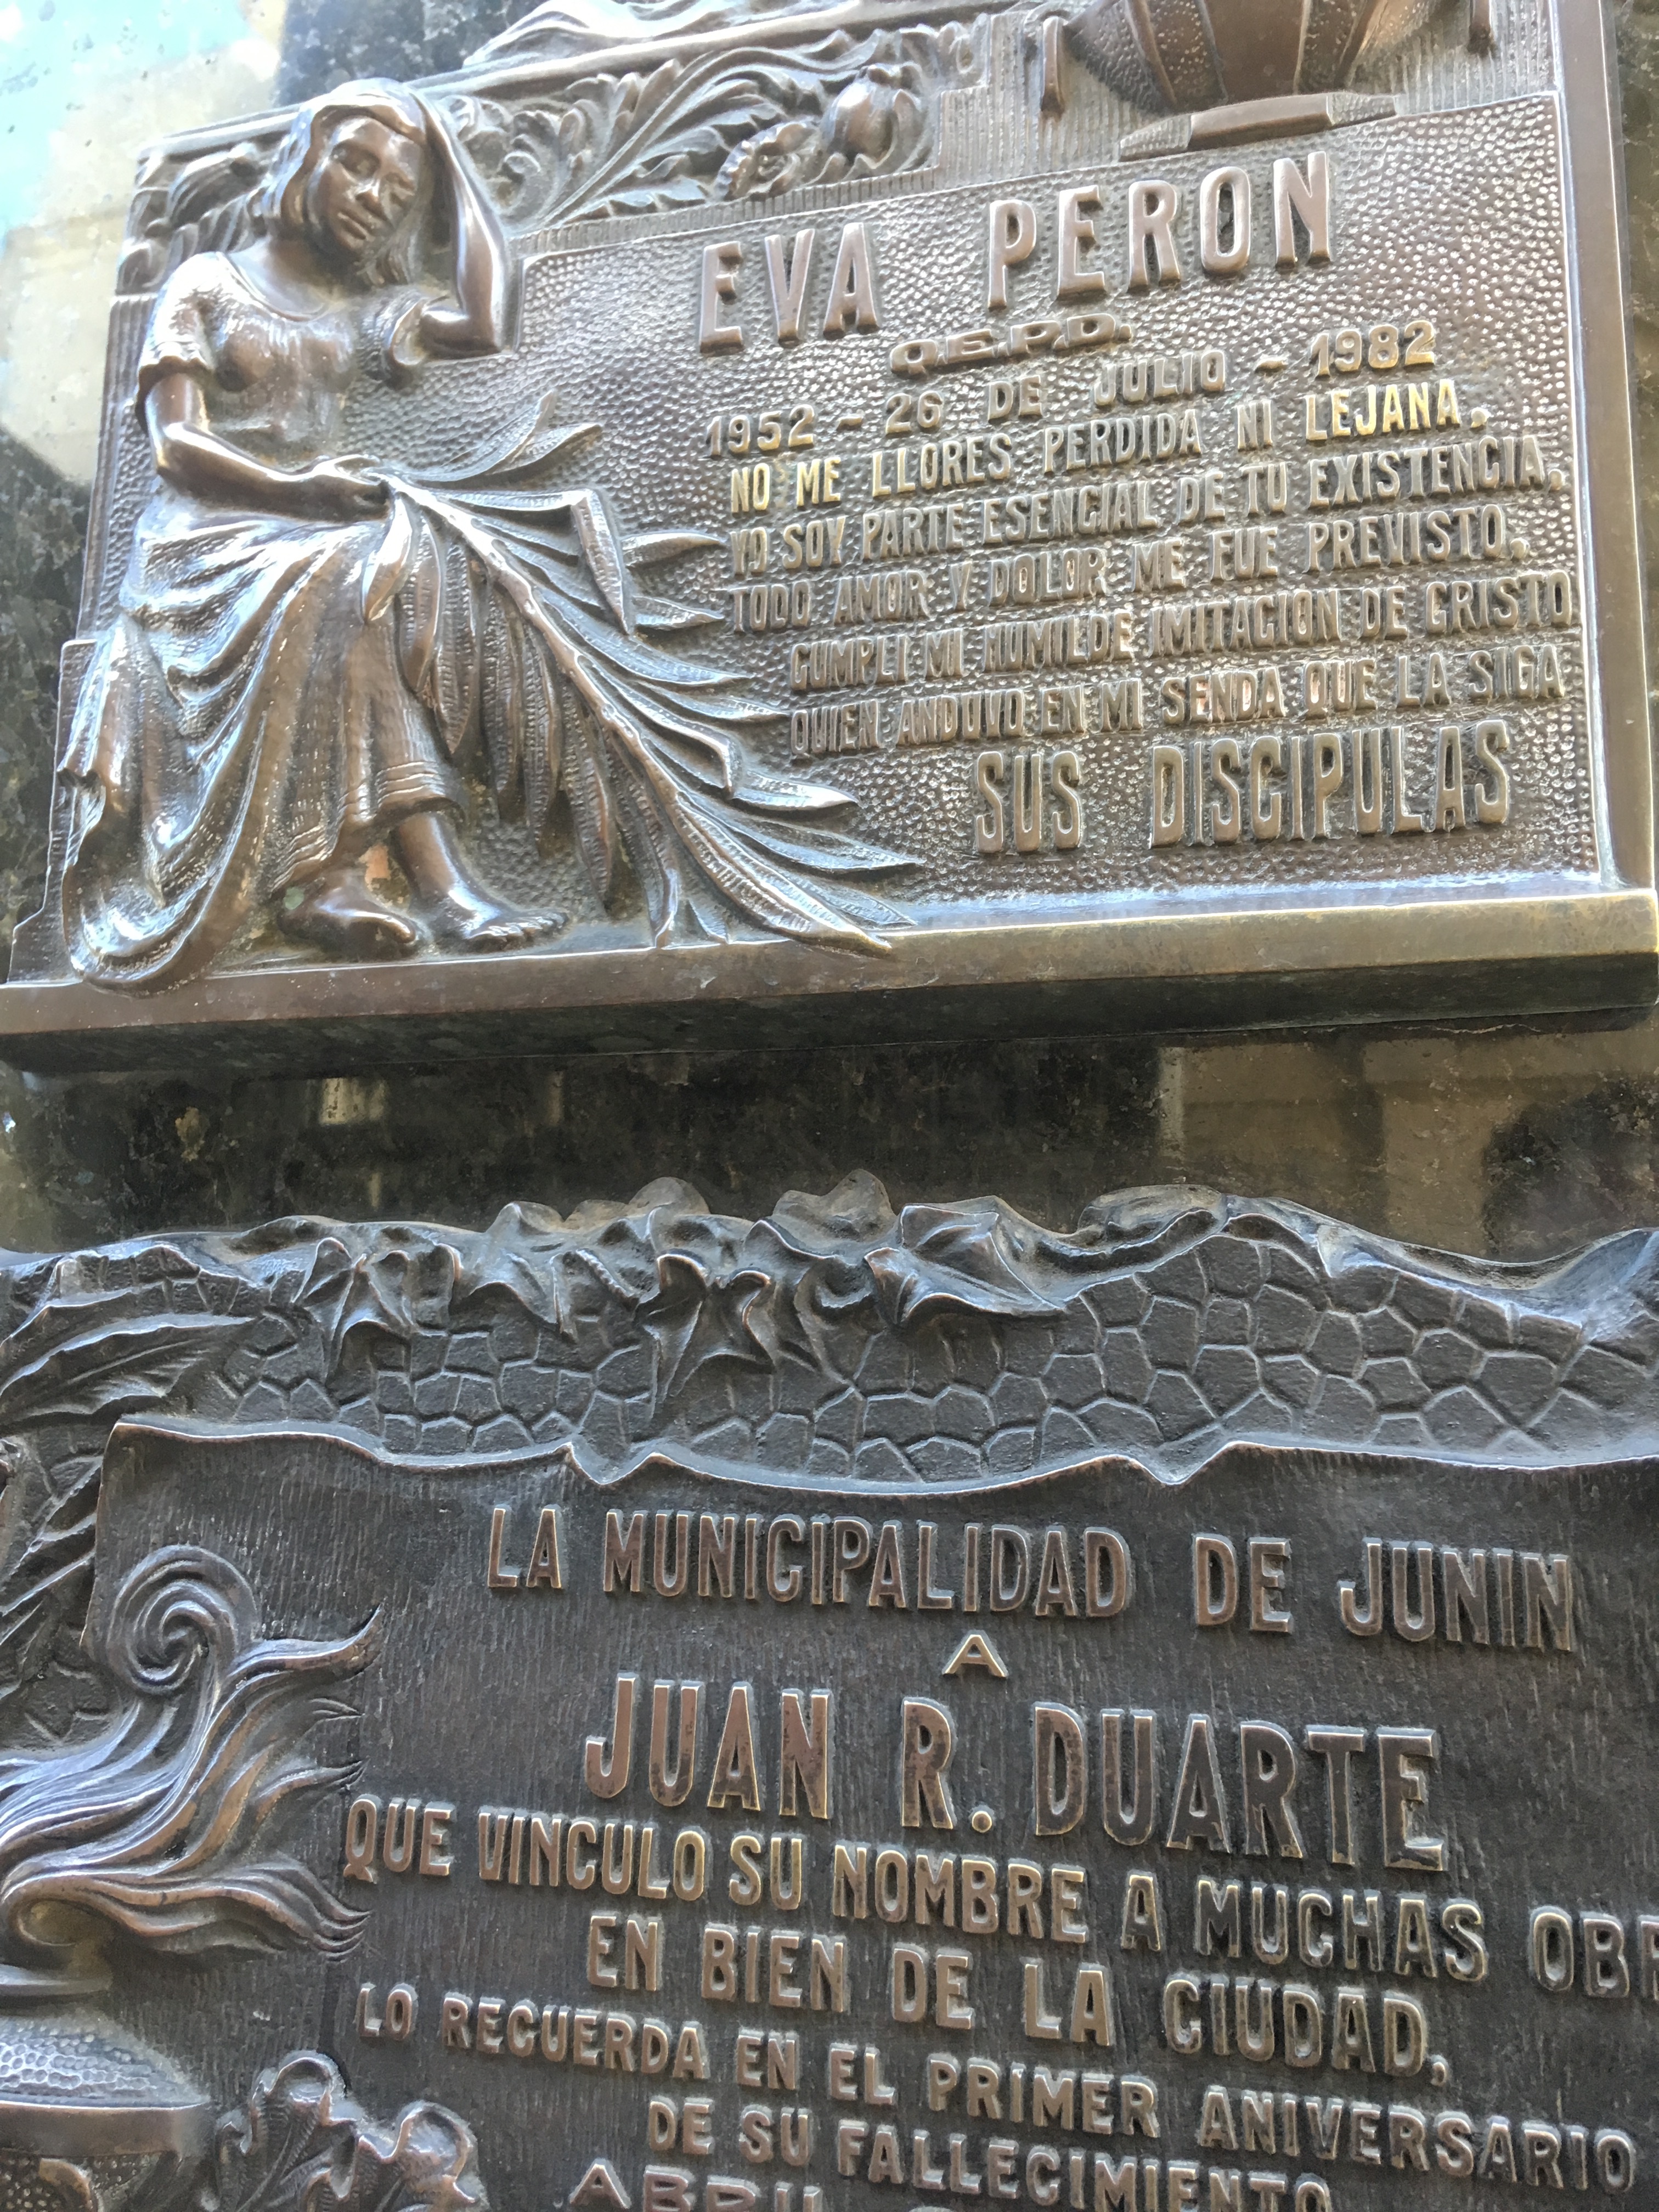 EVA PERON
Q.E.P.D.
1952 - 26 DE JULIO - 1982
NO ME LLORES PERDIDA NI LEJANA,
YO SOY PARTE ESENCIAL DE TU EXISTENCIA,
TODO AMOR Y DOLOR ME FUE PREVISTO,
CUMPLI MI HUMILDE IMITACION DE CRISTO
QUIEN ANDUVO EN MI SENDA QUE LA SIGA
SUS DISCIPULAS
LA MUNICIPALIDAD DE JUNIN
A
JUAN R. DUARTE
QUE VINCULO SU NOMBRE A MUCHAS OBR
EN BIEN DE LA CIUDAD,
LO RECUERDA EN EL PRIMER ANIVERSARIO
DE SU FALLECIMIENTO
ABRIL